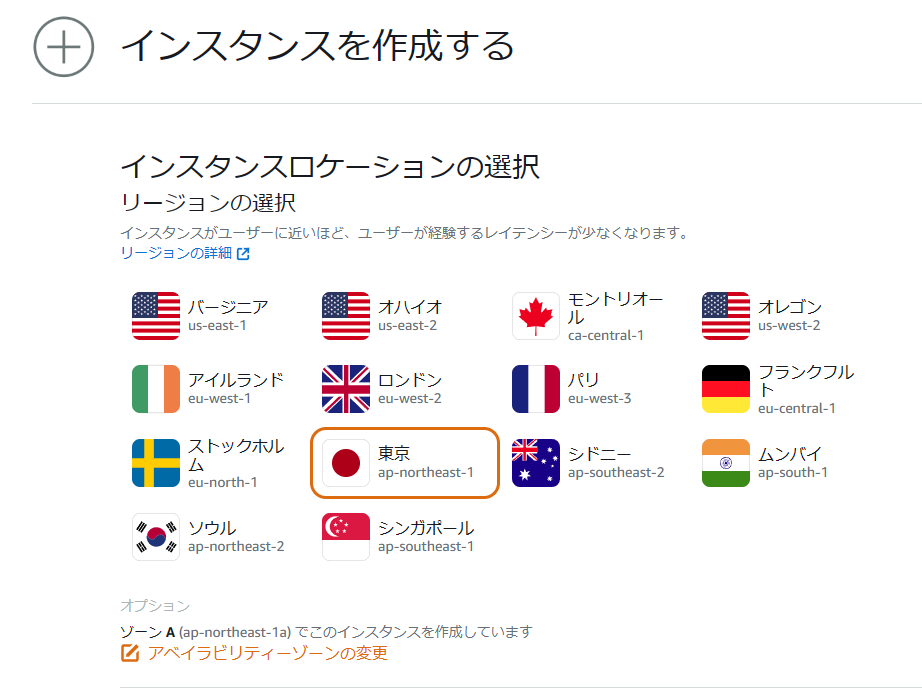 インスタンスを作成する
インスタンスロケーションの選択
リージョンの選択
インスタンスがユーザーに近いほど、ユーザーが経験するレイテンシーが少なくなります。
リージョンの詳細
バージニア
us-east-1
オハイオ
us-east-2
モントリオー
ル
ca-central-1
オレゴン
us-west-2
アイルランド
eu-west-1
ロンドン
eu-west-2
パリ
eu-west-3
フランクフル
ト
eu-central-1
ストックホル
ム
eu-north-1
東京
ap-northeast-1
シドニー
ap-southeast-2
ムンバイ
ap-south-1
ソウル
ap-northeast-2
シンガポール
ap-southeast-1
オプション
ゾーン A (ap-northeast-1a) でこのインスタンスを作成しています
アベイラビリティーゾーンの変更